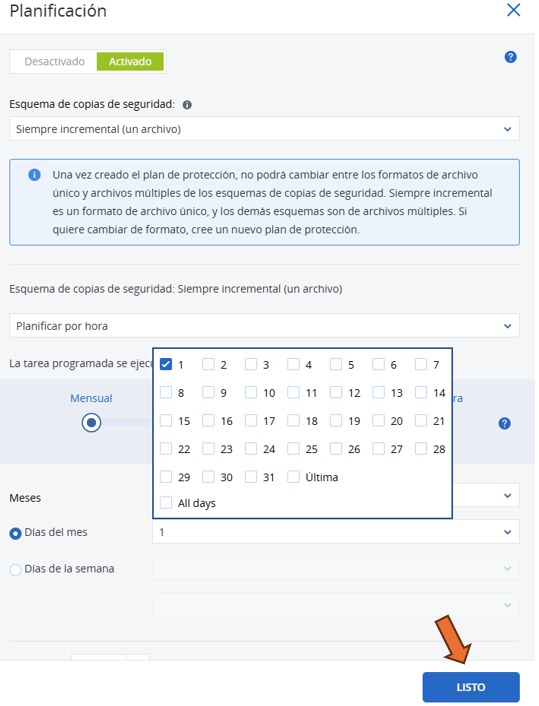 Planificación
Desactivado Activado
Esquema de copias de seguridad:
Siempre incremental (un archivo)
Una vez creado el plan de protección, no podrá cambiar entre los formatos de archivo
único y archivos múltiples de los esquemas de copias de seguridad. Siempre incremental
es un formato de archivo único, y los demás esquemas son de archivos múltiples. Si
quiere cambiar de formato, cree un nuevo plan de protección.
Esquema de copias de seguridad: Siempre incremental (un archivo)
Planificar por hora
La tarea programada se ejecu
1 2 3 4 5 6 7
Mensual
8 9 10 11 12 13 14
ra
15 16 17 18 19 20 21
22 23 24 25 26 27 28
29 30 31 Última
Meses
All days
Días del mes 1
Días de la semana
LISTO